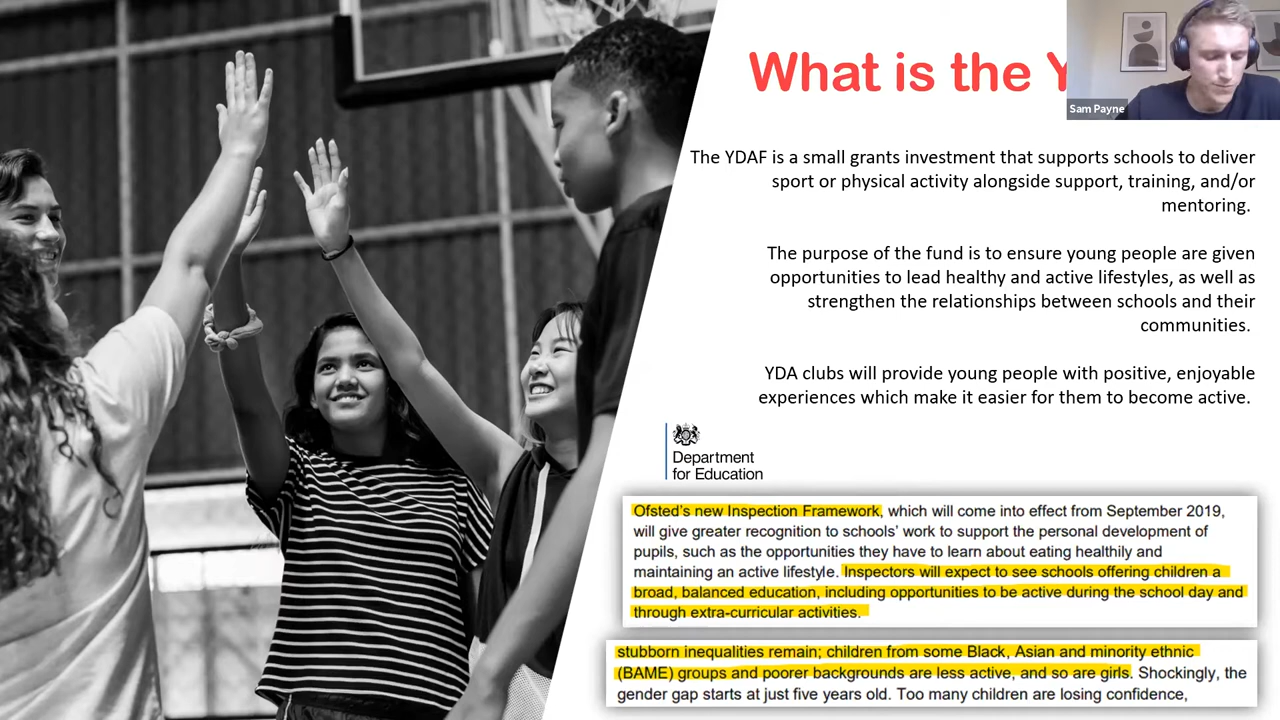 What is the Y
Sam Payne
The YDAF is a small grants investment that supports schools to deliver
sport or physical activity alongside support, training, and/or
mentoring.
The purpose of the fund is to ensure young people are given
opportunities to lead healthy and active lifestyles, as well as
strengthen the relationships between schools and their
communities.
YDA clubs will provide young people with positive, enjoyable
experiences which make it easier for them to become active.
Department
for Education
Ofsted's new Inspection Framework, which will come into effect from September 2019,
will give greater recognition to schools' work to support the personal development of
pupils, such as the opportunities they have to learn about eating healthily and
maintaining an active lifestyle. Inspectors will expect to see schools offering children a
broad, balanced education, including opportunities to be active during the school day and
through extra-curricular activities.
stubborn inequalities remain; children from some Black, Asian and minority ethnic
(BAME) groups and poorer backgrounds are less active, and so are girls. Shockingly, the
gender gap starts at just five years old. Too many children are losing confidence,